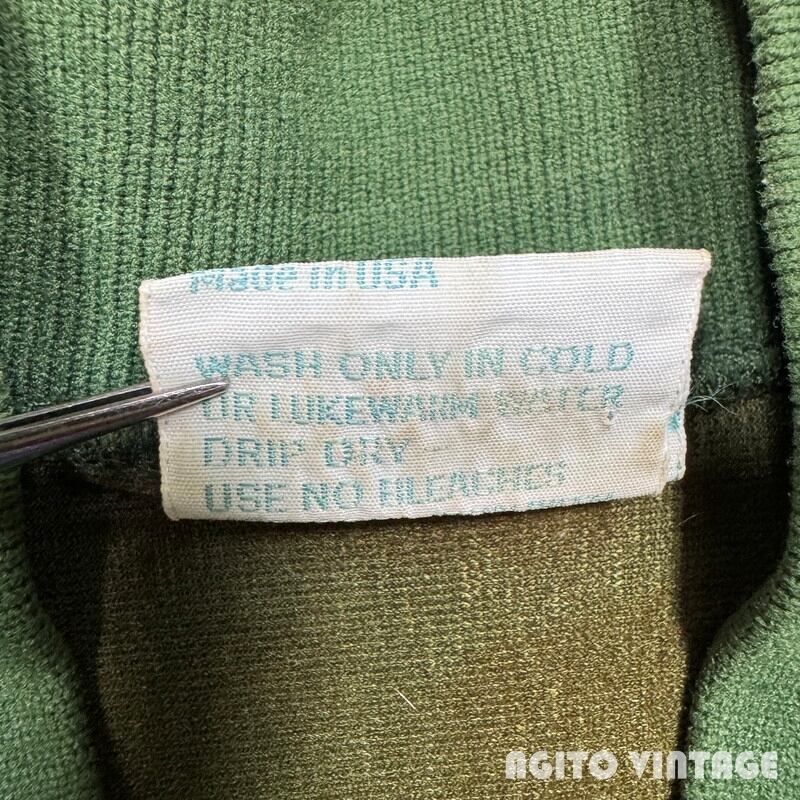 Made in USA
WASH ONLY IN COLD
OR LUKEWARM WATER
DRIP DRY
USE NO BLEACHES
AGITO VINTAGE